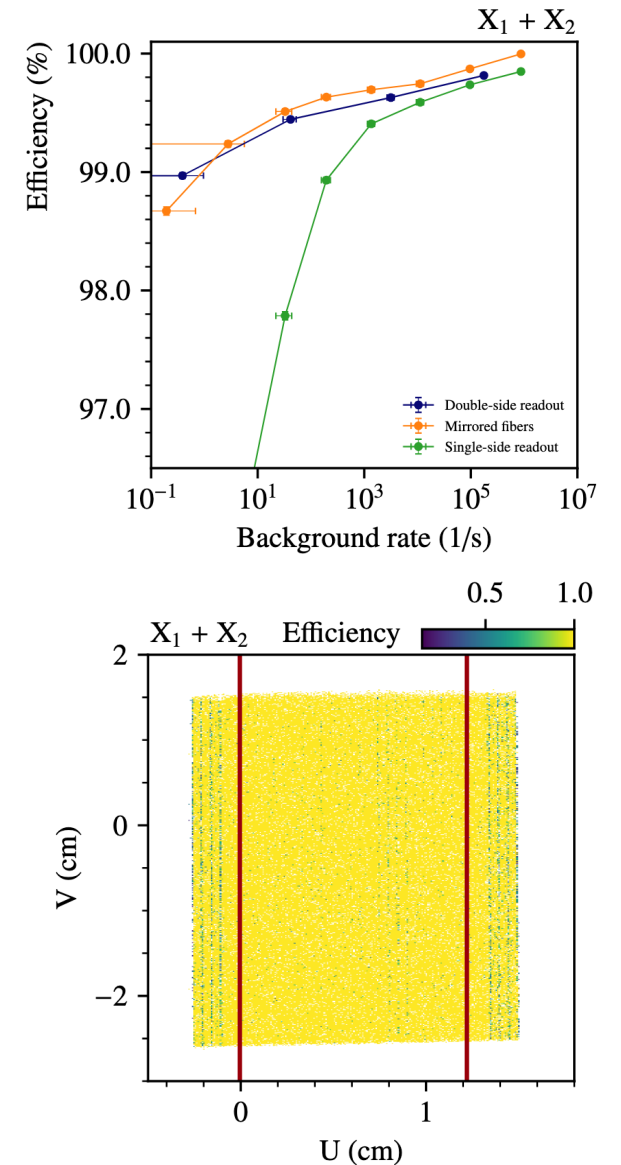 X₁ + X₂
Efficiency (%)
100.0
99.0
98.0
97.0
Double-side readout
Mirrored fibers
Single-side readout
10⁻¹
10¹
10³
10⁵
10⁷
Background rate (1/s)
0.5
1.0
X₁ + X₂
Efficiency
2
0
−2
V (cm)
0
1
U (cm)